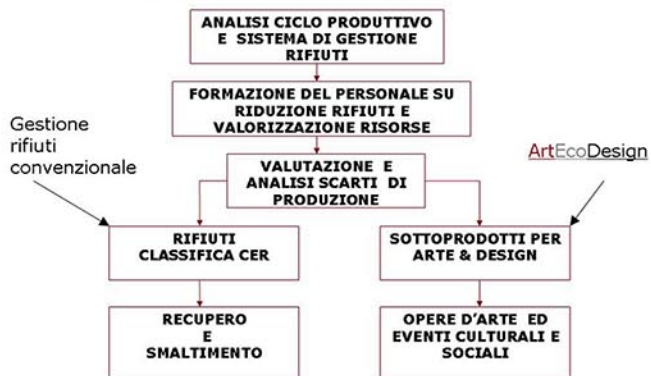 ANALISI CICLO PRODUTTIVO
E SISTEMA DI GESTIONE
RIFIUTI
FORMAZIONE DEL PERSONALE SU
RIDUZIONE RIFIUTI E
VALORIZZAZIONE RISORSE
Gestione
rifiuti
convenzionale
ArtEcoDesign
VALUTAZIONE E
ANALISI SCARTI DI
PRODUZIONE
RIFIUTI
CLASSIFICA CER
SOTTOPRODOTTI PER
ARTE & DESIGN
RECUPERO
E
SMALTIMENTO
OPERE D'ARTE ED
EVENTI CULTURALI E
SOCIALI